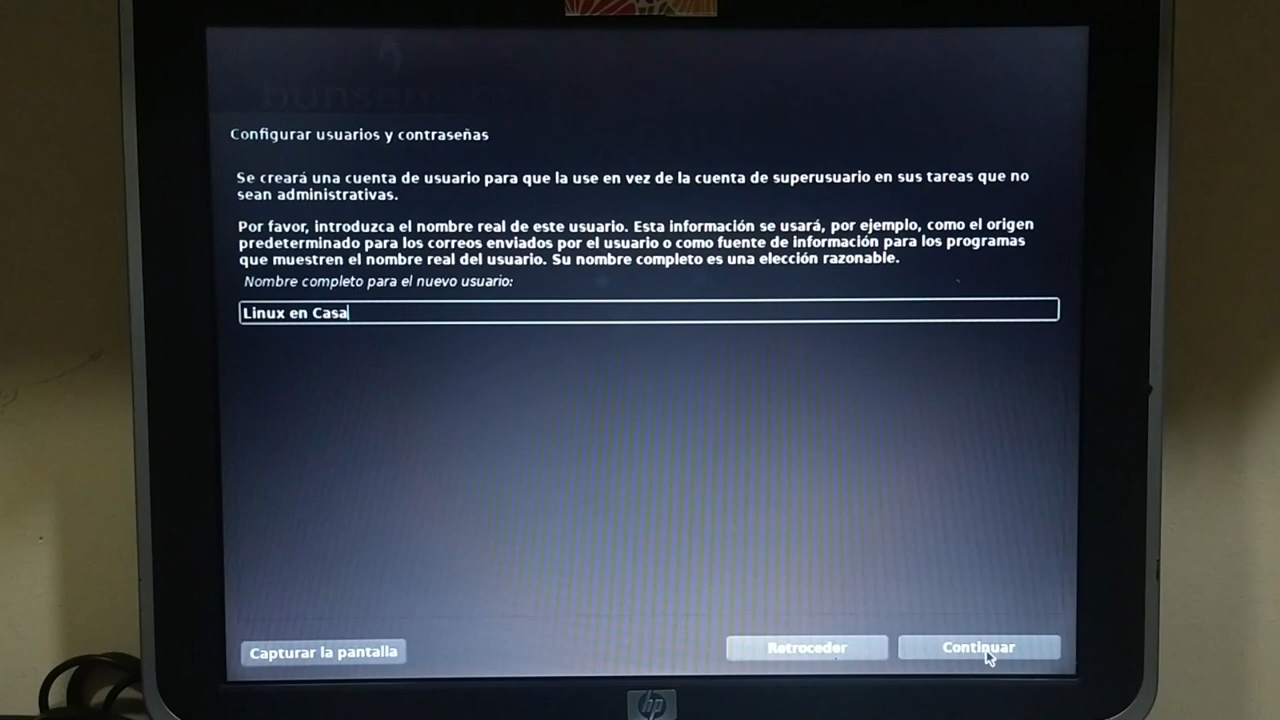 bunsen
Configurar usuarios y contraseñas
Se creará una cuenta de usuario para que la use en vez de la cuenta de superusuario en sus tareas que no
sean administrativas.
Por favor, introduzca el nombre real de este usuario. Esta información se usará, por ejemplo, como el origen
predeterminado para los correos enviados por el usuario o como fuente de información para los programas
que muestren el nombre real del usuario. Su nombre completo es una elección razonable.
Nombre completo para el nuevo usuario:
Linux en Casa
Capturar la pantalla
Retroceder
Continuar
hp